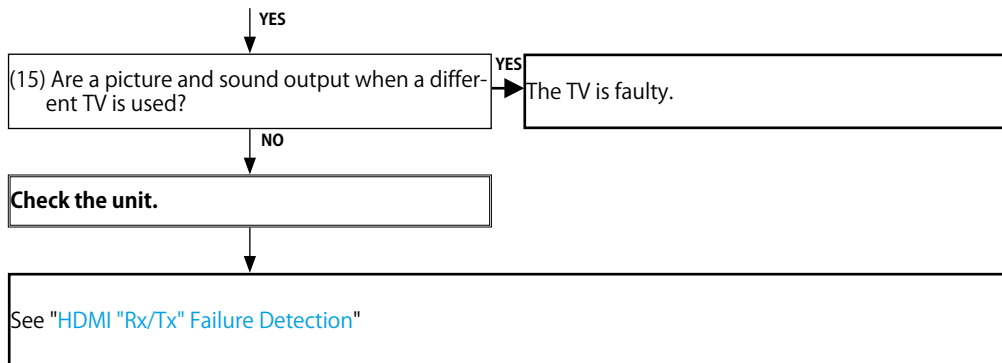 YES
(15) Are a picture and sound output when a differ-
ent TV is used?
YES
The TV is faulty.
NO
Check the unit.
See "HDMI "Rx/Tx" Failure Detection"